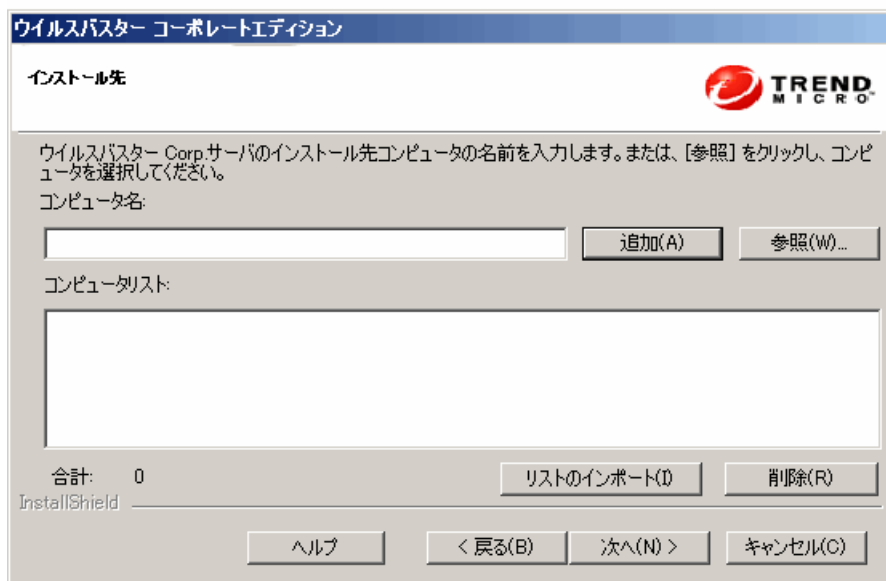 ウイルスバスター コーポレートエディション
インストール先
TREND
MICRO™
ウイルスバスター Corp.サーバのインストール先コンピュータの名前を入力します。または、[参照] をクリックし、コンピ
ュータを選択してください。
コンピュータ名:
追加(A)
参照(W)...
コンピュータリスト:
合計: 0
リストのインポート(I)
削除(R)
InstallShield
ヘルプ
< 戻る(B)
次へ(N) >
キャンセル(C)